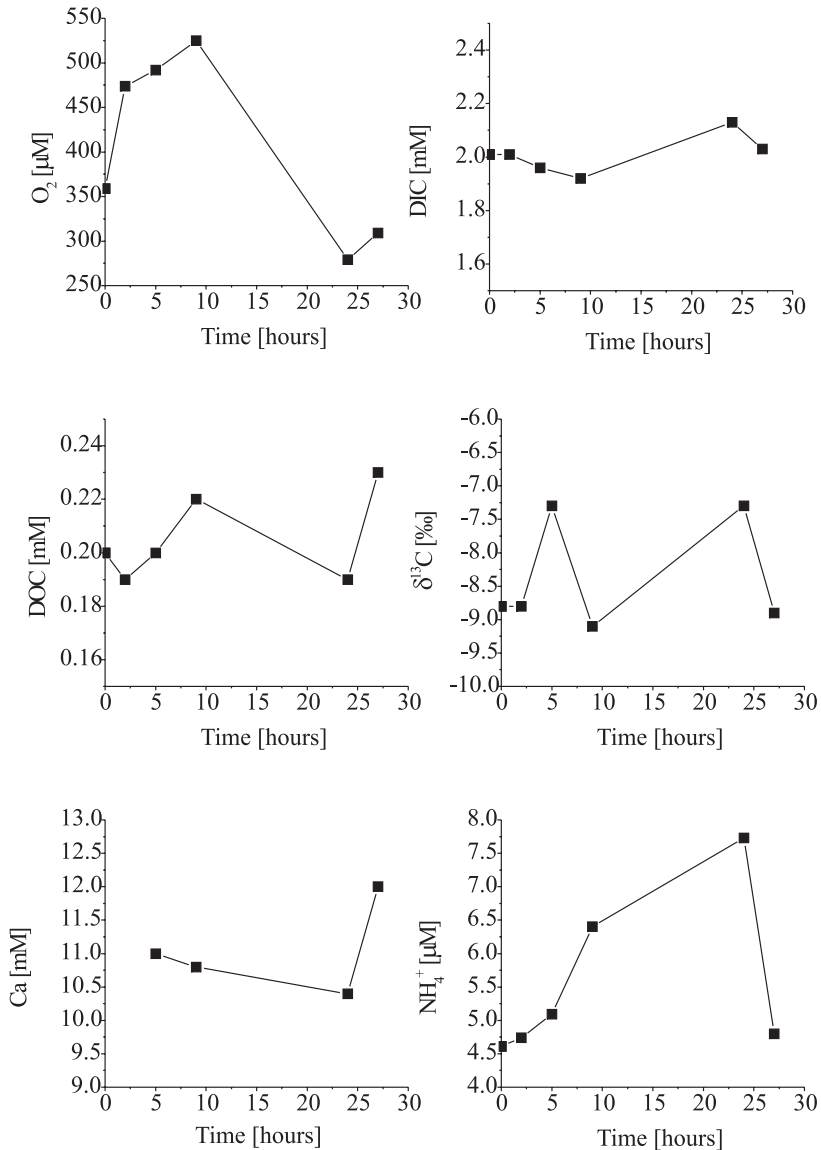 550
500
450
400
350
300
250
O₂ [µM]
0 5 10 15 20 25 30
Time [hours]
2.4
2.2
2.0
1.8
1.6
DIC [mM]
0 5 10 15 20 25 30
Time [hours]
0.24
0.22
0.20
0.18
0.16
DOC [mM]
0 5 10 15 20 25 30
Time [hours]
-6.0
-6.5
-7.0
-7.5
-8.0
-8.5
-9.0
-9.5
-10.0
δ¹³C [‰]
0 5 10 15 20 25 30
Time [hours]
13.0
12.5
12.0
11.5
11.0
10.5
10.0
9.5
9.0
Ca [mM]
0 5 10 15 20 25 30
Time [hours]
8.0
7.5
7.0
6.5
6.0
5.5
5.0
4.5
4.0
NH₄⁺ [µM]
0 5 10 15 20 25 30
Time [hours]